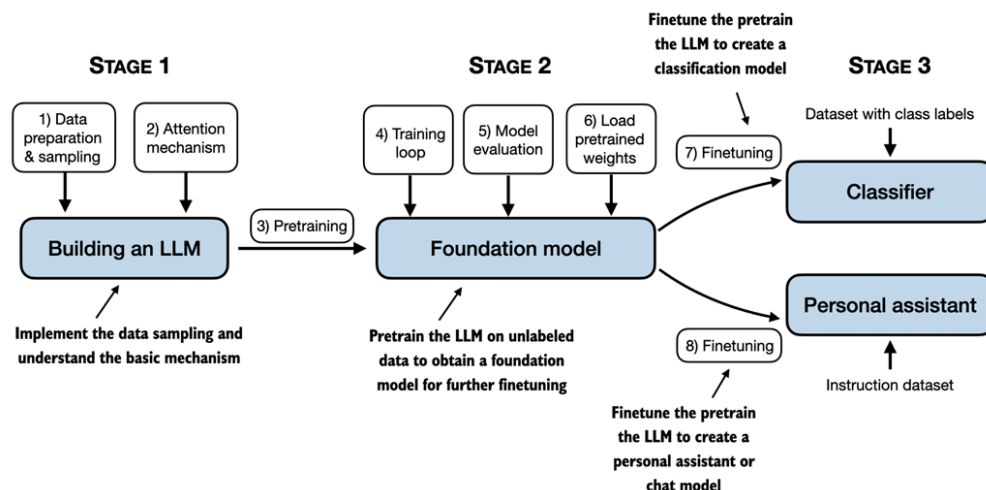 Finetune the pretrain
the LLM to create a
classification model
STAGE 1
STAGE 2
STAGE 3
1) Data
preparation
& sampling
2) Attention
mechanism
4) Training
loop
5) Model
evaluation
6) Load
pretrained
weights
7) Finetuning
Dataset with class labels
Classifier
Building an LLM
3) Pretraining
Foundation model
Personal assistant
Implement the data sampling and
understand the basic mechanism
Pretrain the LLM on unlabeled
data to obtain a foundation
model for further finetuning
8) Finetuning
Instruction dataset
Finetune the pretrain
the LLM to create a
personal assistant or
chat model